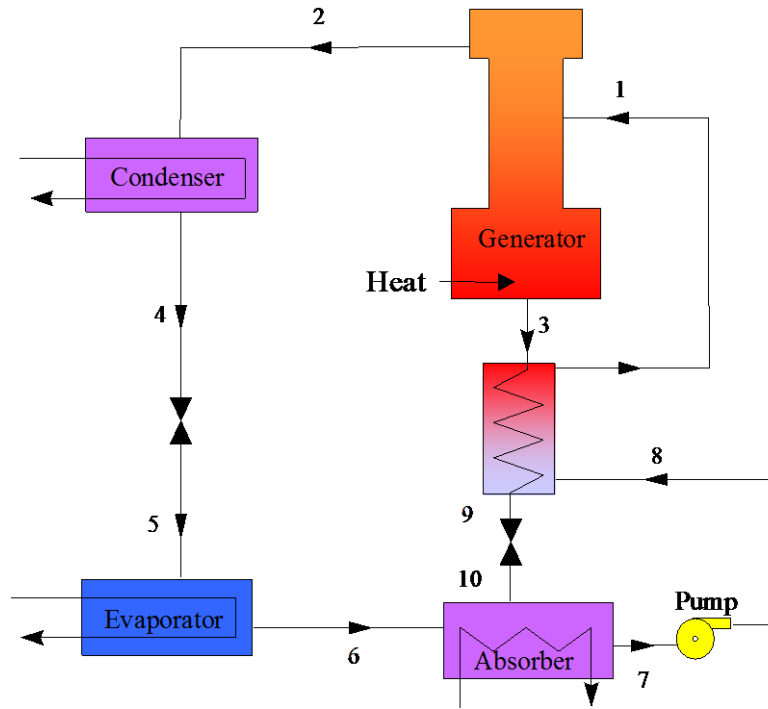 2
1
Condenser
Generator
Heat
4
3
8
5
9
10
Pump
Evaporator
6
Absorber
7